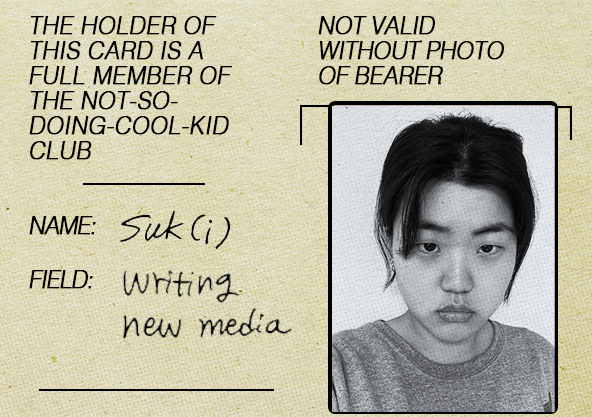 THE HOLDER OF
THIS CARD IS A
FULL MEMBER OF
THE NOT-SO-
DOING-COOL-KID
CLUB
NAME: Suk(i)
FIELD: Writing
new media
NOT VALID
WITHOUT PHOTO
OF BEARER